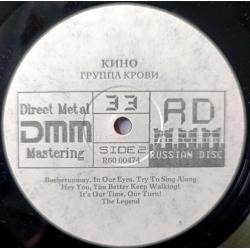 КИНО
ГРУППА КРОВИ
Direct Metal
DMM
Mastering
33
SIDE 2
R60 00474
RD
MMM
RUSSIAN DISC
Boshetunmay. In Our Eyes. Try To Sing Along.
Hey You, You Better Keep Walking!
It's Our Time, Our Turn!
The Legend